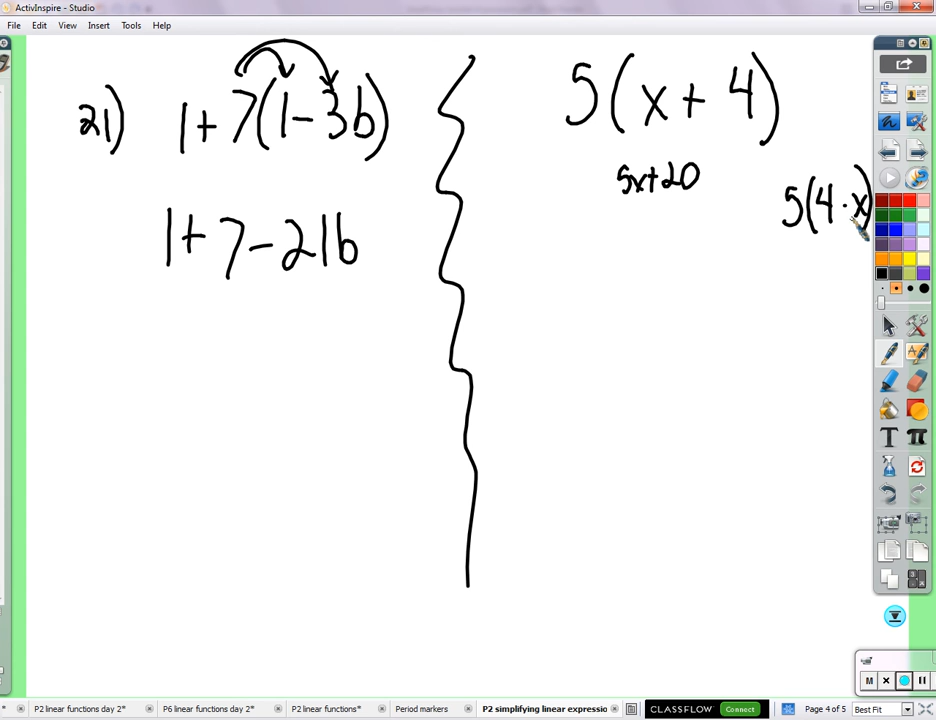 ActivInspire - Studio
File Edit View Insert Tools Help
21) 1+7(1-3b)
1+7-21b
5(x+4)
5x+20
5(4·x)
M
P2 linear functions day 2* P6 linear functions day 2* P2 linear functions* Period markers P2 simplifying linear expressio CLASSFLOW Connect Page 4 of 5 Best Fit